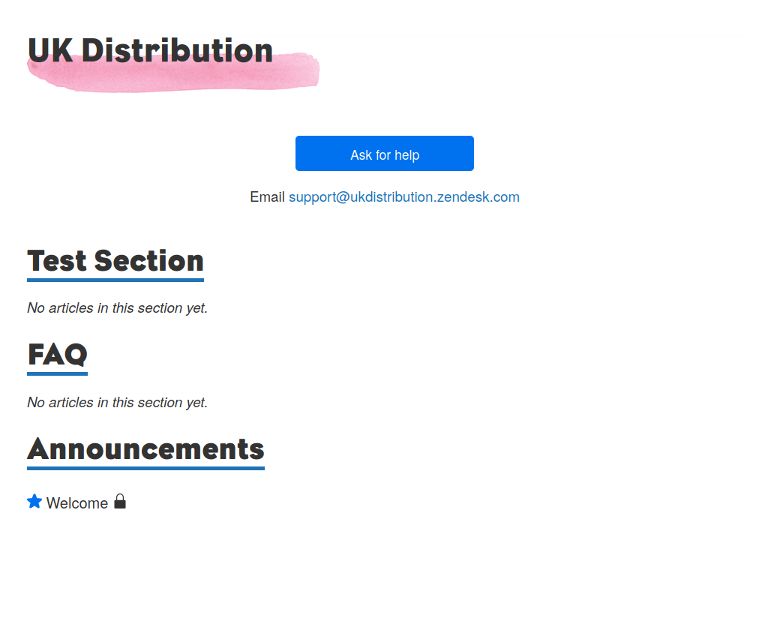 UK Distribution
Ask for help
Email support@ukdistribution.zendesk.com
Test Section
No articles in this section yet.
FAQ
No articles in this section yet.
Announcements
Welcome